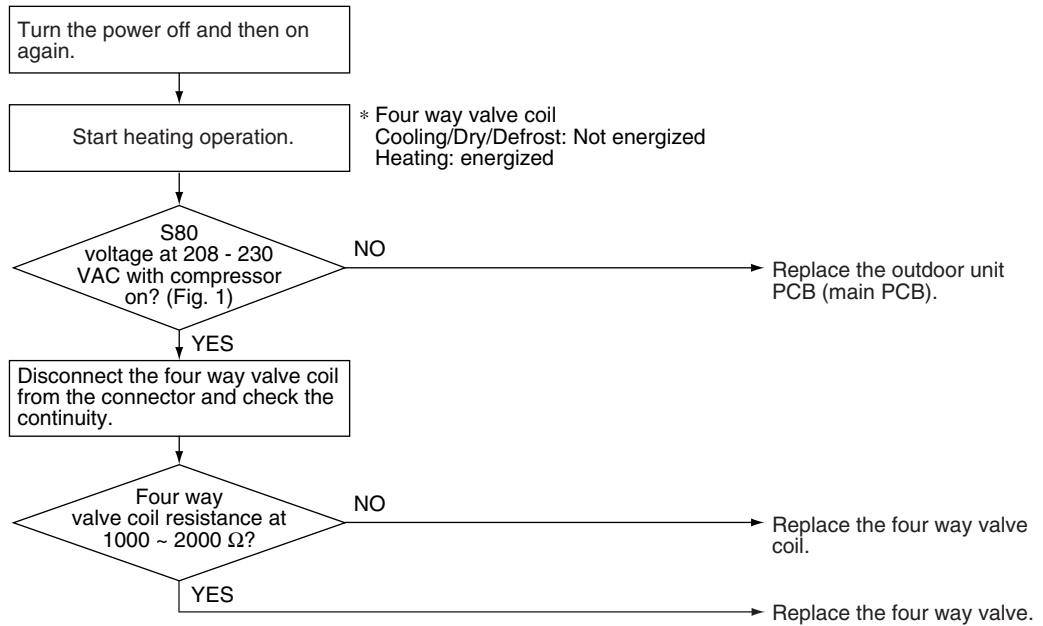 Turn the power off and then on
again.
Start heating operation.
* Four way valve coil
Cooling/Dry/Defrost: Not energized
Heating: energized
S80
voltage at 208 - 230
VAC with compressor
on? (Fig. 1)
NO
Replace the outdoor unit
PCB (main PCB).
YES
Disconnect the four way valve coil
from the connector and check the
continuity.
Four way
valve coil resistance at
1000 ~ 2000 Ω?
NO
Replace the four way valve
coil.
YES
Replace the four way valve.